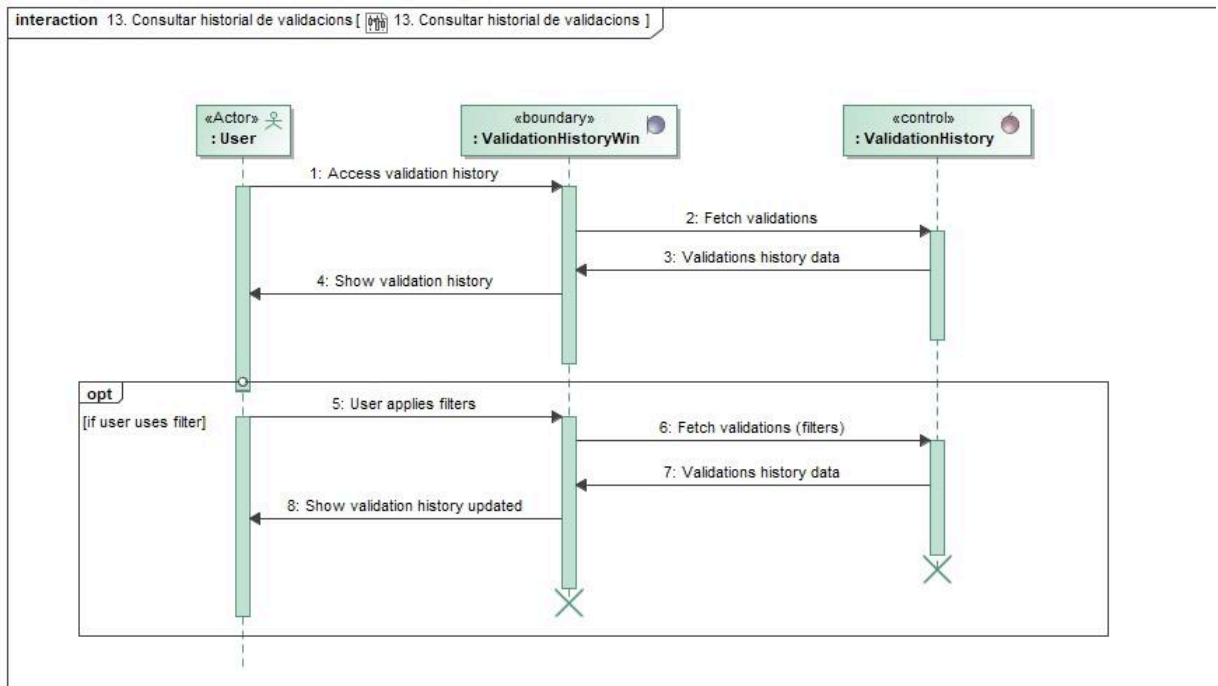 interaction 13. Consultar historial de validacions [ 13. Consultar historial de validacions ]
«Actor»
: User
«boundary»
: ValidationHistoryWin
«control»
: ValidationHistory
1: Access validation history
2: Fetch validations
3: Validations history data
4: Show validation history
opt
[if user uses filter]
5: User applies filters
6: Fetch validations (filters)
7: Validations history data
8: Show validation history updated